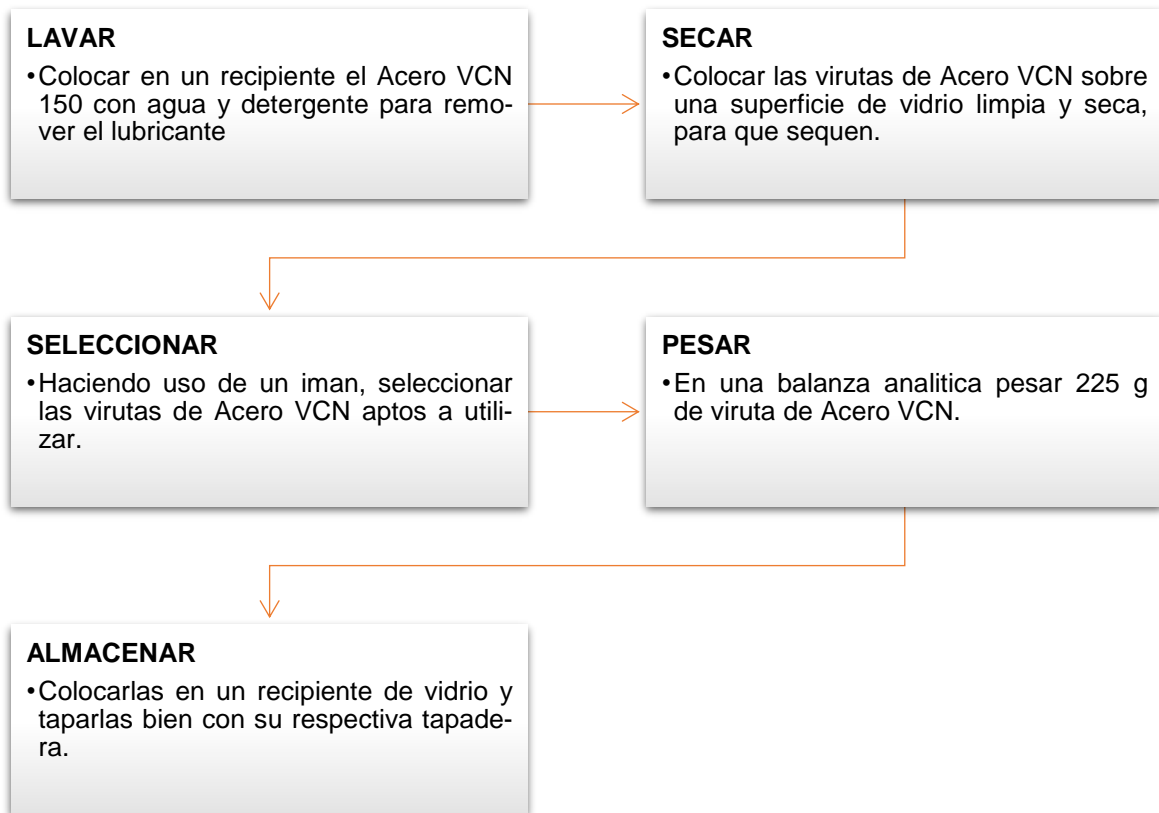 LAVAR
•Colocar en un recipiente el Acero VCN
150 con agua y detergente para remo-
ver el lubricante
SECAR
•Colocar las virutas de Acero VCN sobre
una superficie de vidrio limpia y seca,
para que sequen.
SELECCIONAR
•Haciendo uso de un iman, seleccionar
las virutas de Acero VCN aptos a utili-
zar.
PESAR
•En una balanza analitica pesar 225 g
de viruta de Acero VCN.
ALMACENAR
•Colocarlas en un recipiente de vidrio y
taparlas bien con su respectiva tapade-
ra.